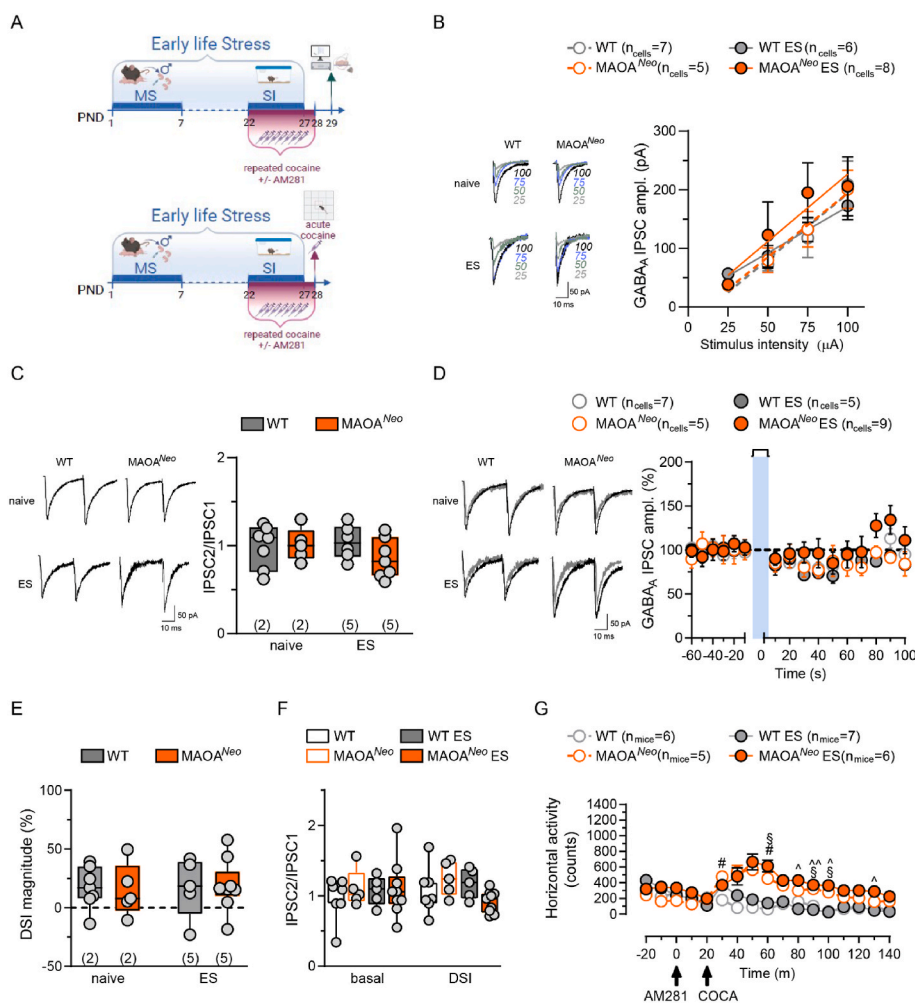 A
Early life Stress
MS
SI
PND
1
7
22
27 28 29
repeated cocaine
+/- AM281
Early life Stress
acute
cocaine
MS
SI
PND
1
7
22
27 28
repeated cocaine
+/- AM281
B
WT (ncells=7)
WT ES (ncells=6)
MAOANeo(ncells=5)
MAOANeo ES (ncells=8)
WT
MAOANeo
naive
100
75
50
25
100
75
50
25
ES
100
75
50
25
100
75
50
25
50 pA
10 ms
GABAA IPSC ampl. (pA)
300
200
100
0
0
25
50
75
100
Stimulus intensity (μA)
C
WT
MAOANeo
WT
MAOANeo
naive
ES
50 pA
10 ms
IPSC2/IPSC1
2
1
0
(2)
(2)
(5)
(5)
naive
ES
D
WT (ncells=7)
WT ES (ncells=5)
MAOANeo(ncells=5)
MAOANeo ES (ncells=9)
WT
MAOANeo
naive
ES
50 pA
10 ms
GABAA IPSC ampl. (%)
200
150
100
50
0
-60 -40 -20 0 20 40 60 80 100
Time (s)
E
WT
MAOANeo
DSI magnitude (%)
100
50
0
-50
(2)
(2)
(5)
(5)
naive
ES
F
WT
WT ES
MAOANeo
MAOANeo ES
IPSC2/IPSC1
2
1
0
basal
DSI
G
WT (nmice=6)
WT ES (nmice=7)
MAOANeo(nmice=5)
MAOANeo ES(nmice=6)
Horizontal activity
(counts)
1400
1200
1000
800
600
400
200
0
#
§
#
^
^^
§
^
§
^
-20 0 20 40 60 80 100 120 140
Time (m)
AM281
COCA